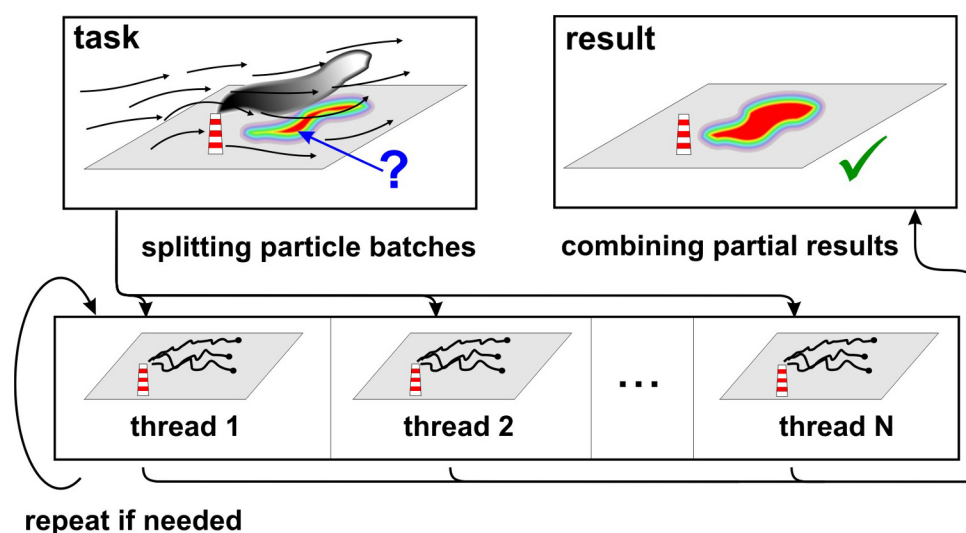 task
result
?
splitting particle batches
combining partial results
thread 1
thread 2
...
thread N
repeat if needed